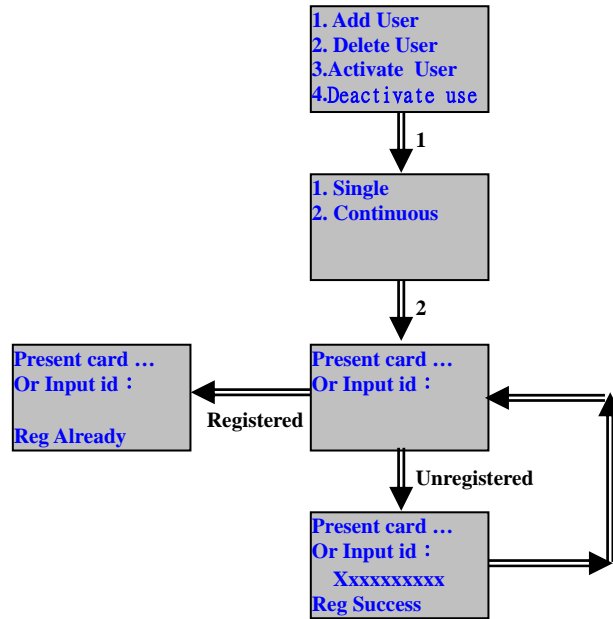 1. Add User
2. Delete User
3.Activate User
4.Deactivate use
1
1. Single
2. Continuous
2
Present card …
Or Input id：
Reg Already
Registered
Present card …
Or Input id：
Unregistered
Present card …
Or Input id：
Xxxxxxxxxx
Reg Success